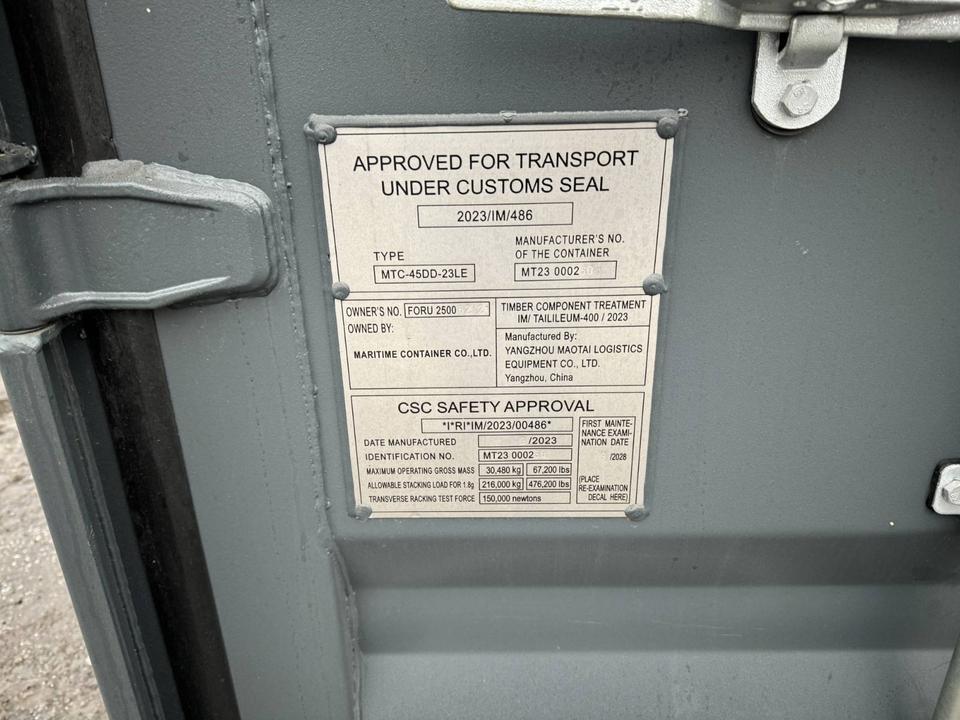 APPROVED FOR TRANSPORT
UNDER CUSTOMS SEAL
2023/IM/486
TYPE
MTC-45DD-23LE
MANUFACTURER'S NO.
OF THE CONTAINER
MT23 0002
OWNER'S NO. FORU 2500
OWNED BY:
MARITIME CONTAINER CO.,LTD.
TIMBER COMPONENT TREATMENT
IM/ TAILILEUM-400 / 2023
Manufactured By:
YANGZHOU MAOTAI LOGISTICS
EQUIPMENT CO., LTD.
Yangzhou, China
CSC SAFETY APPROVAL
*I*RI*IM/2023/00486*
DATE MANUFACTURED /2023
IDENTIFICATION NO. MT23 0002
MAXIMUM OPERATING GROSS MASS 30,480 kg 67,200 lbs
ALLOWABLE STACKING LOAD FOR 1.8g 216,000 kg 476,200 lbs
TRANSVERSE RACKING TEST FORCE 150,000 newtons
FIRST MAINTE-
NANCE EXAMI-
NATION DATE
/2028
(PLACE
RE-EXAMINATION
DECAL HERE)